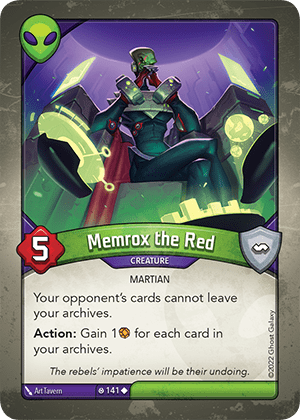 Memrox the Red
5
CREATURE
MARTIAN
Your opponent's cards cannot leave
your archives.
Action: Gain 1 for each card in
your archives.
The rebels' impatience will be their undoing.
©2022 Ghost Galaxy
Art Tavern
141